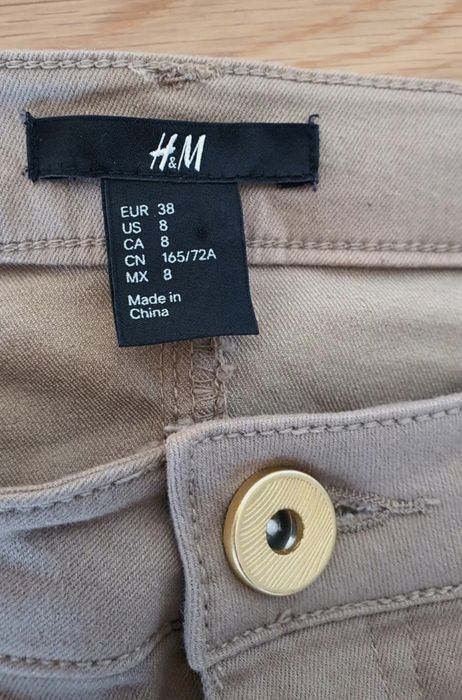 H&M
EUR 38
US 8
CA 8
CN 165/72A
MX 8
Made in
China